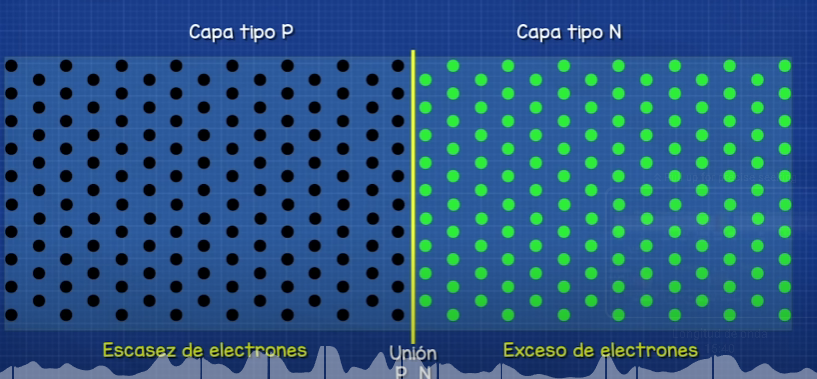 Capa tipo P
Capa tipo N
Escasez de electrones
Unión
P N
Exceso de electrones